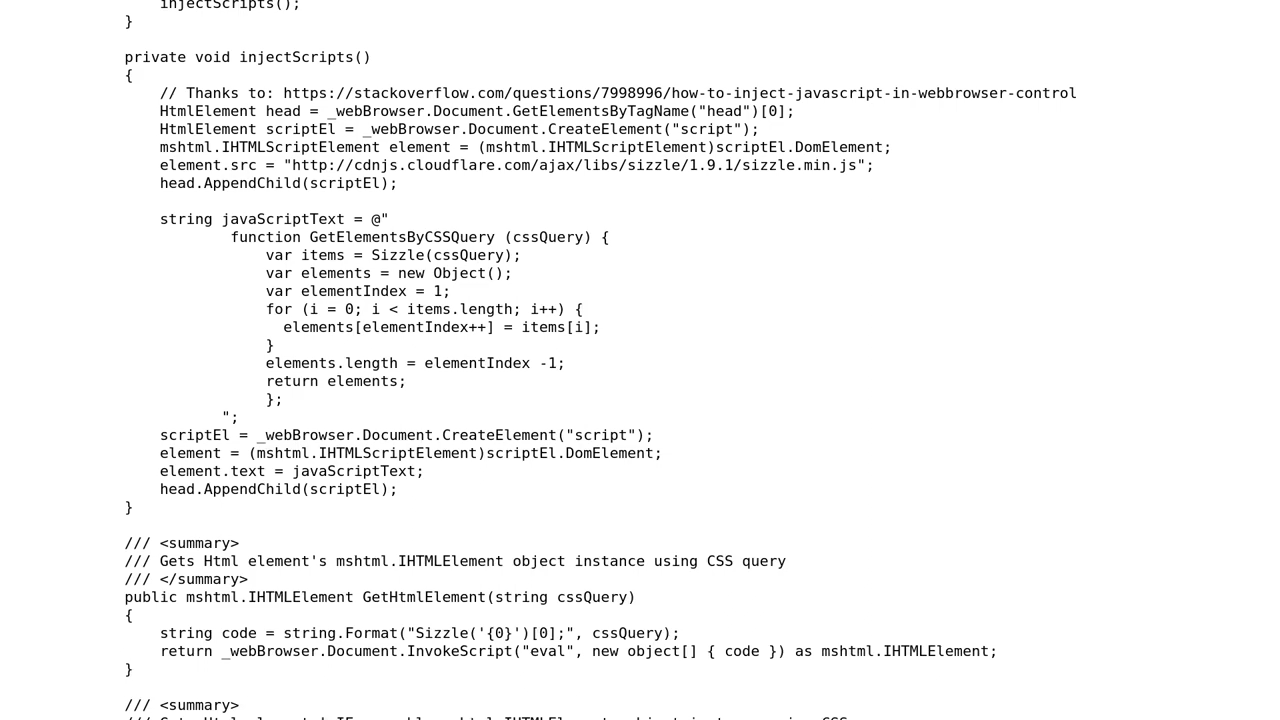 injectScripts();
}
private void injectScripts()
{
// Thanks to: https://stackoverflow.com/questions/7998996/how-to-inject-javascript-in-webbrowser-control
HtmlElement head = _webBrowser.Document.GetElementsByTagName("head")[0];
HtmlElement scriptEl = _webBrowser.Document.CreateElement("script");
mshtml.IHTMLScriptElement element = (mshtml.IHTMLScriptElement)scriptEl.DomElement;
element.src = "http://cdnjs.cloudflare.com/ajax/libs/sizzle/1.9.1/sizzle.min.js";
head.AppendChild(scriptEl);
string javaScriptText = @"
function GetElementsByCSSQuery (cssQuery) {
var items = Sizzle(cssQuery);
var elements = new Object();
var elementIndex = 1;
for (i = 0; i < items.length; i++) {
elements[elementIndex++] = items[i];
}
elements.length = elementIndex -1;
return elements;
};
";
scriptEl = _webBrowser.Document.CreateElement("script");
element = (mshtml.IHTMLScriptElement)scriptEl.DomElement;
element.text = javaScriptText;
head.AppendChild(scriptEl);
}
/// <summary>
/// Gets Html element's mshtml.IHTMLElement object instance using CSS query
/// </summary>
public mshtml.IHTMLElement GetHtmlElement(string cssQuery)
{
string code = string.Format("Sizzle('{0}')[0];", cssQuery);
return _webBrowser.Document.InvokeScript("eval", new object[] { code }) as mshtml.IHTMLElement;
}
/// <summary>